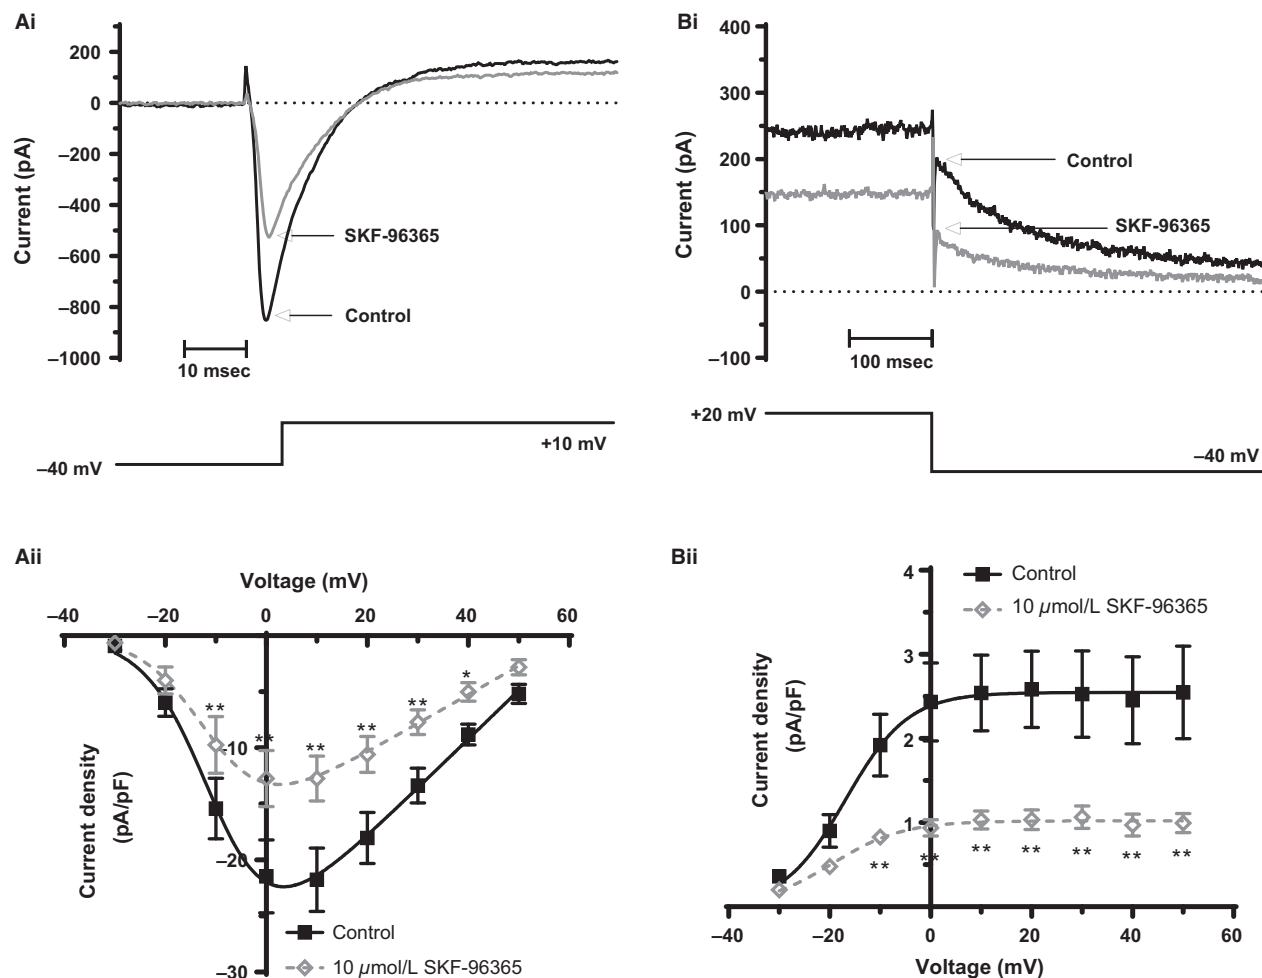 Ai
200
0
–200
–400
–600
–800
–1000
Current (pA)
SKF-96365
Control
10 msec
–40 mV
+10 mV
Bi
400
300
200
100
0
–100
Current (pA)
Control
SKF-96365
100 msec
+20 mV
–40 mV
Aii
Voltage (mV)
–40
–20
0
20
40
60
–10
–20
–30
Current density
(pA/pF)
**
**
**
**
**
*
Control
10 µmol/L SKF-96365
Bii
4
3
2
1
Current density
(pA/pF)
Control
10 µmol/L SKF-96365
**
**
**
**
**
**
**
–40
–20
0
20
40
60
Voltage (mV)